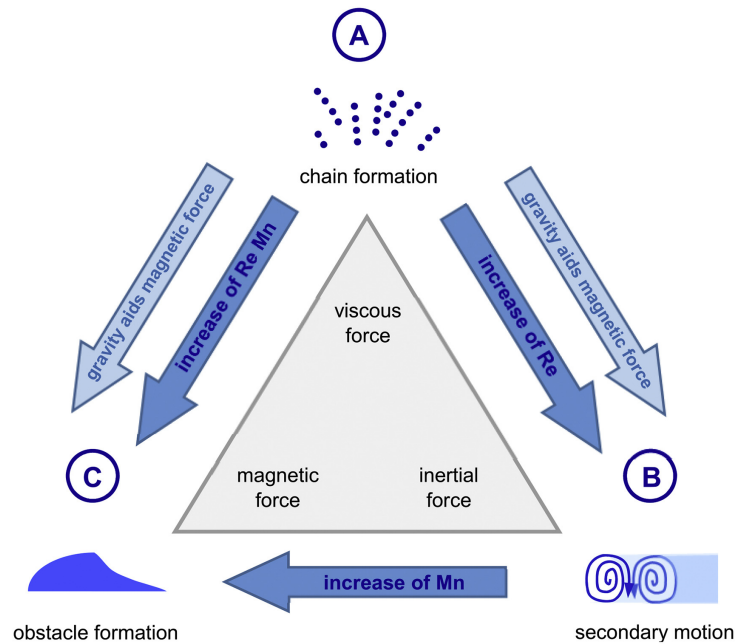 A
chain formation
gravity aids magnetic force
increase of Re Mn
increase of Re
gravity aids magnetic force
viscous
force
magnetic
force
inertial
force
C
B
increase of Mn
obstacle formation
secondary motion